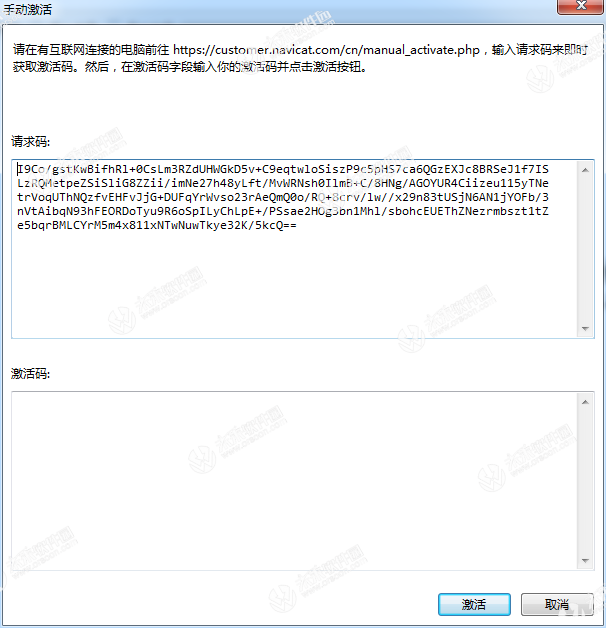 手动激活
请在有互联网连接的电脑前往 https://customer.navicat.com/cn/manual_activate.php，输入请求码来即时
获取激活码。然后，在激活码字段输入你的激活码并点击激活按钮。
请求码:
I9Co/gstKwBifhRl+0CsLm3RZdUHWGkD5v+C9eqtwloSiszP9c5pHS7ca6QGzEXJc8BRSeJ1f7IS
LzRQMetpeZSiSliG8ZZii/imNe27h48yLft/MvWRNsh0IlmB+C/8HNg/AGOYUR4Ciizeu115yTNe
trVoqUThNQzfvEHFvJjG+DUFqYrWvso23rAeQmQ0o/RQ+8crv/lw//x29n83tUSjN6AN1jYOFb/3
nVtAibqN93hFEORDoTyu9R6oSpILyChLpE+/PSsae2HOg3bn1Mhl/sbohcEUEThZNezrmbszt1tZ
e5bqrBMLCYrM5m4x811xNTwNuwTkye32K/5kcQ==
激活码:
激活
取消